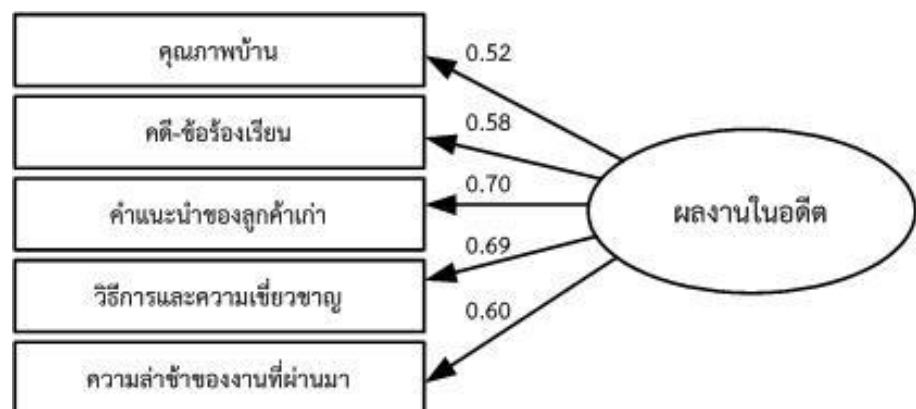 คุณภาพบ้าน
0.52
คดี-ข้อร้องเรียน
0.58
คำแนะนำของลูกค้าเก่า
0.70
ผลงานในอดีต
วิธีการและความเชี่ยวชาญ
0.69
ความล่าช้าของงานที่ผ่านมา
0.60